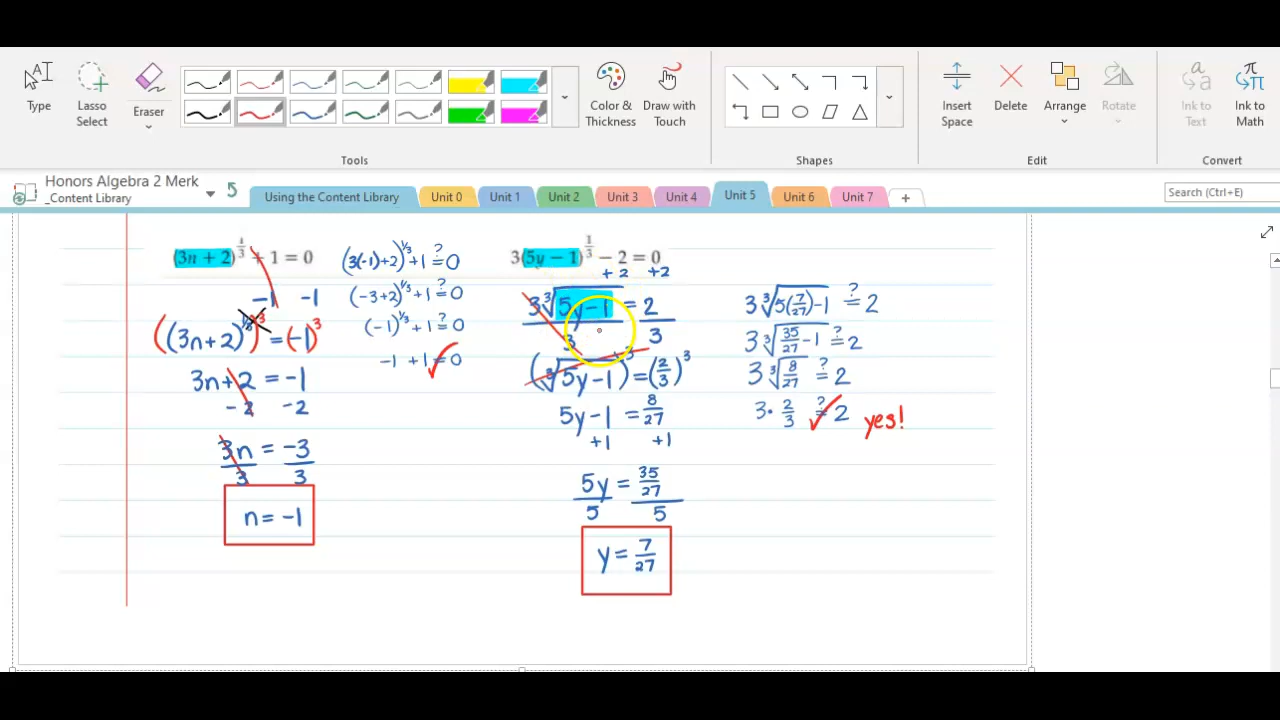 Type
Lasso Select
Eraser
Color & Thickness
Draw with Touch
Insert Space
Delete
Arrange
Rotate
Ink to Text
Ink to Math
Tools
Shapes
Edit
Convert
Honors Algebra 2 Merk _Content Library
Using the Content Library
Unit 0
Unit 1
Unit 2
Unit 3
Unit 4
Unit 5
Unit 6
Unit 7
+
Search (Ctrl+E)
(3n + 2)^(1/3) + 1 = 0
-1 -1
((3n+2)^(1/3))^3 = (-1)^3
3n+2 = -1
-2 -2
3n = -3
3 3
n = -1
(3(-1)+2)^(1/3) +1 ?= 0
(-3+2)^(1/3) +1 ?= 0
(-1)^(1/3) +1 ?= 0
-1 +1 = 0
3(5y − 1)^(1/3) − 2 = 0
+2 +2
3∛5y-1 = 2
3 3
(∛5y-1)^3 = (2/3)^3
5y-1 = 8/27
+1 +1
5y = 35/27
5 5
y = 7/27
3∛5(7/27)-1 ?= 2
3∛35/27 -1 ?= 2
3∛8/27 ?= 2
3 · 2/3 ?= 2 yes!